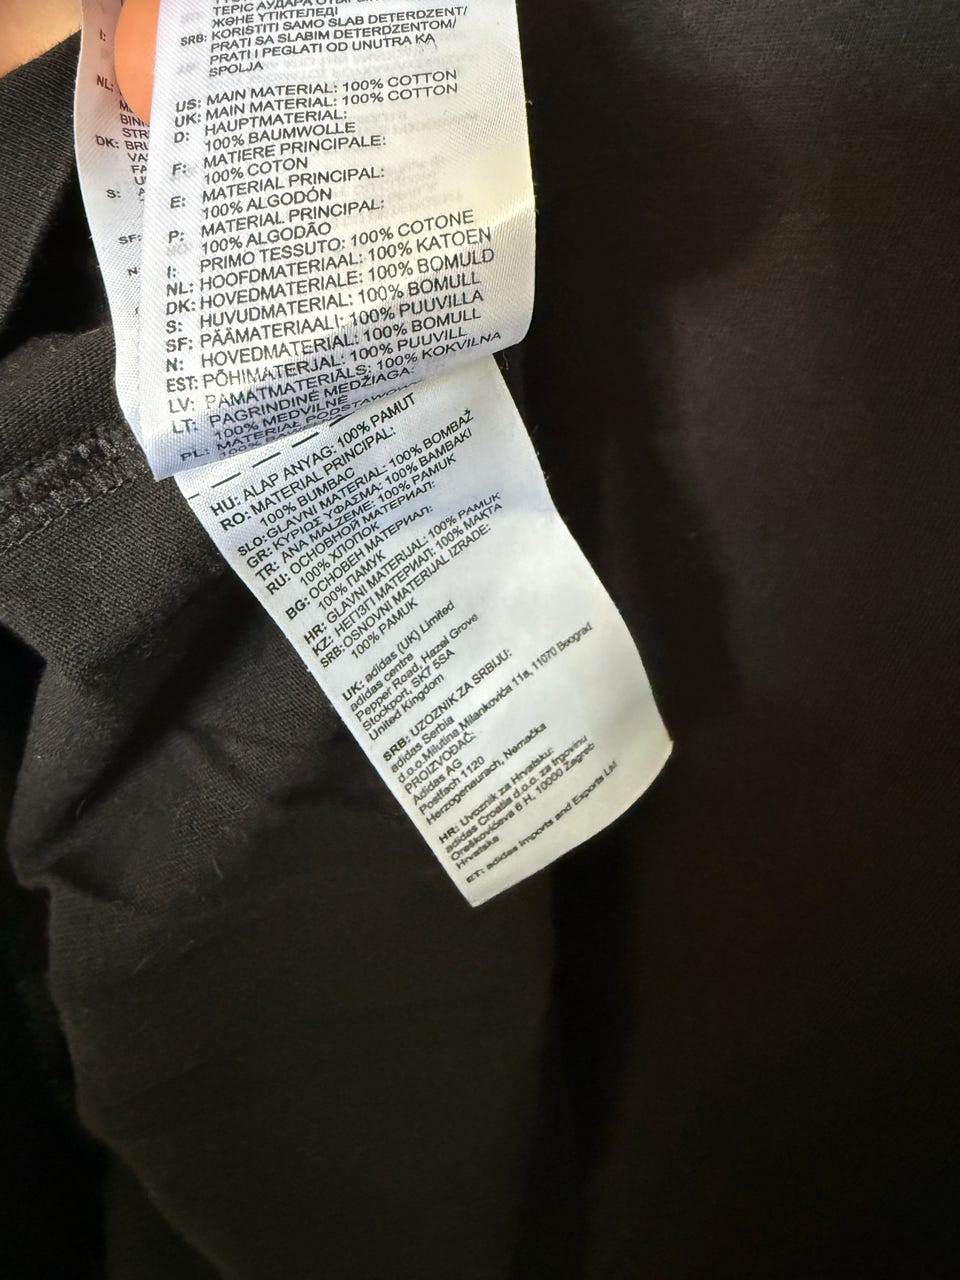 ТЕРІС АУДАРА
ЖӘНЕ ҮТІКТЕЛЕДІ
SRB: KORISTITI SAMO SLAB DETERDZENT/
PRATI SA SLABIM DETERDZENTOM/
PRATI I PEGLATI OD UNUTRA KA
SPOLJA
US: MAIN MATERIAL: 100% COTTON
UK: MAIN MATERIAL: 100% COTTON
D: HAUPTMATERIAL:
100% BAUMWOLLE
F: MATIERE PRINCIPALE:
100% COTON
E: MATERIAL PRINCIPAL:
100% ALGODÓN
P: MATERIAL PRINCIPAL:
100% ALGODÃO
I: PRIMO TESSUTO: 100% COTONE
NL: HOOFDMATERIAAL: 100% KATOEN
DK: HOVEDMATERIALE: 100% BOMULD
S: HUVUDMATERIAL: 100% BOMULL
SF: PÄÄMATERIAALI: 100% PUUVILLA
N: HOVEDMATERIAL: 100% BOMULL
EST: PÕHIMATERJAL: 100% PUUVILL
LV: PAMATMATERIĀLS: 100% KOKVILNA
LT: PAGRINDINĖ MEDŽIAGA:
100% MEDVILNĖ
PL: MATERIAŁ PODSTAWOWY
HU: ALAP ANYAG: 100% PAMUT
RO: MATERIAL PRINCIPAL:
100% BUMBAC
SLO: GLAVNI MATERIAL: 100% BOMBAŽ
GR: ΚΥΡΙΩΣ ΥΦΑΣΜΑ: 100% ΒΑΜΒΑΚΙ
TR: ANA MALZEME: 100% PAMUK
RU: ОСНОВНОЙ МАТЕРИАЛ:
100% ХЛОПОК
BG: ОСНОВЕН МАТЕРИАЛ:
100% ПАМУК
HR: GLAVNI MATERIJAL: 100% PAMUK
KZ: НЕГІЗГІ МАТЕРИАЛ: 100% МАКТА
SRB: OSNOVNI MATERIJAL IZRADE:
100% PAMUK
UK: adidas (UK) Limited
adidas centre
Pepper Road, Hazel Grove
Stockport, SK7 5SA
United Kingdom
SRB: UZOZNIK ZA SRBIJU:
adidas Serbia
d.o.o.Milutina Milankovića 11a, 11070 Beograd
PROIZVOĐAČ:
Adidas AG
Postfach 1120
Herzogenaurach, Nemačka
HR: Uvoznik za Hrvatsku:
adidas Croatia d.o.o. za trgovinu
Oreškovićeva 6 H, 10000 Zagreb
Hrvatska
ET: adidas Imports and Exports Ltd
I:
NL:
DK:
S:
SF:
N: